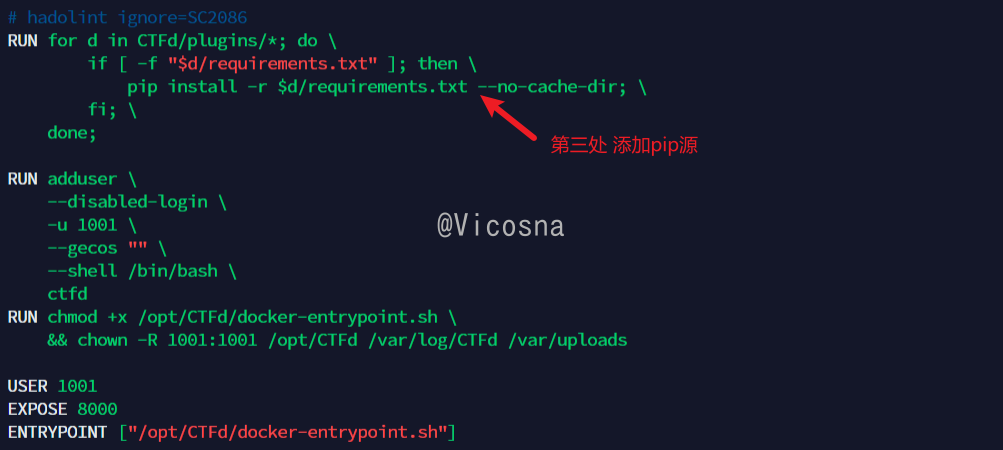 # hadolint ignore=SC2086
RUN for d in CTFd/plugins/*; do \
        if [ -f "$d/requirements.txt" ]; then \
            pip install -r $d/requirements.txt --no-cache-dir; \
        fi; \
    done;
第三处 添加pip源
RUN adduser \
    --disabled-login \
    -u 1001 \
    --gecos "" \
    --shell /bin/bash \
    ctfd
@Vicosna
RUN chmod +x /opt/CTFd/docker-entrypoint.sh \
    && chown -R 1001:1001 /opt/CTFd /var/log/CTFd /var/uploads
USER 1001
EXPOSE 8000
ENTRYPOINT ["/opt/CTFd/docker-entrypoint.sh"]